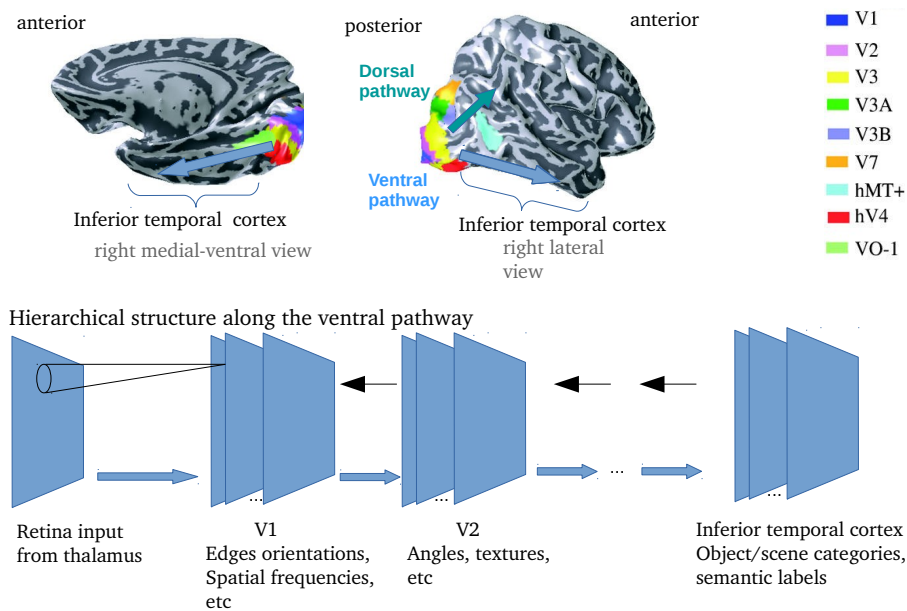 anterior
posterior
anterior
Dorsal
pathway
Ventral
pathway
Inferior temporal cortex
right medial-ventral view
Inferior temporal cortex
right lateral
view
V1
V2
V3
V3A
V3B
V7
hMT+
hV4
VO-1
Hierarchical structure along the ventral pathway
...
...
...
...
Retina input
from thalamus
V1
Edges orientations,
Spatial frequencies,
etc
V2
Angles, textures,
etc
Inferior temporal cortex
Object/scene categories,
semantic labels